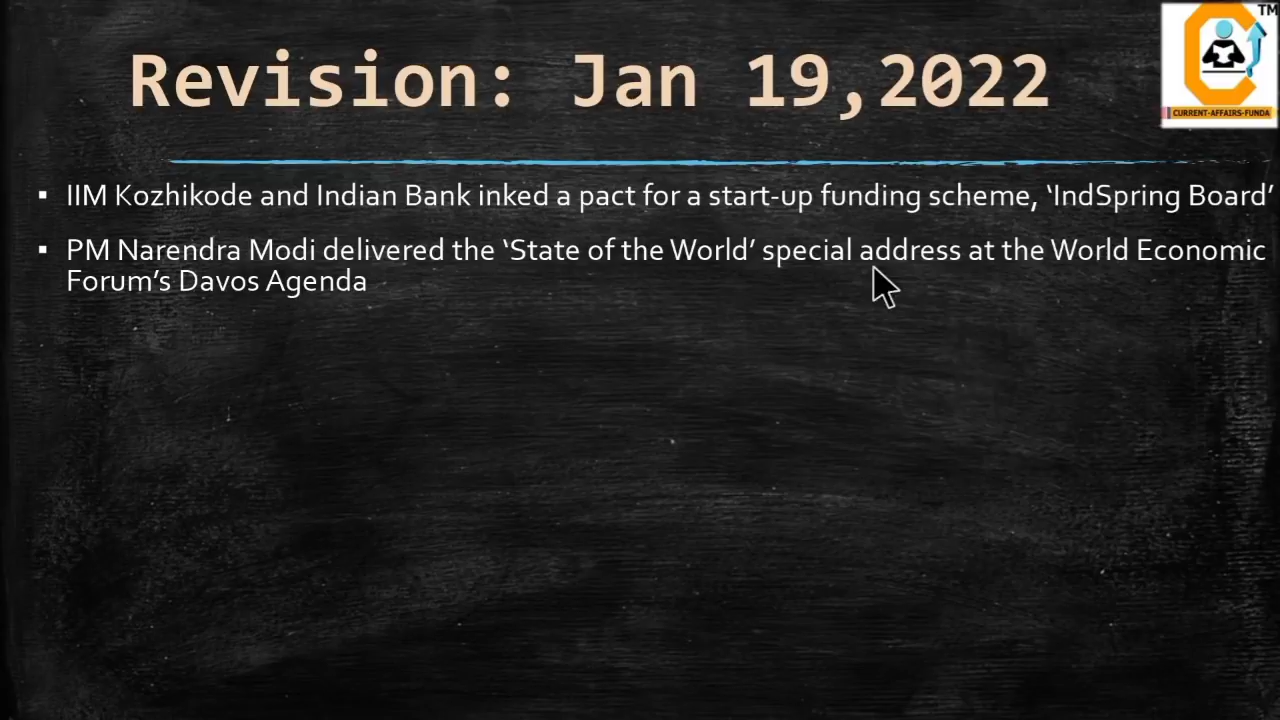 Revision: Jan 19,2022
TM
CURRENT-AFFAIRS-FUNDA
▪ IIM Kozhikode and Indian Bank inked a pact for a start-up funding scheme, ‘IndSpring Board’
▪ PM Narendra Modi delivered the ‘State of the World’ special address at the World Economic
Forum’s Davos Agenda